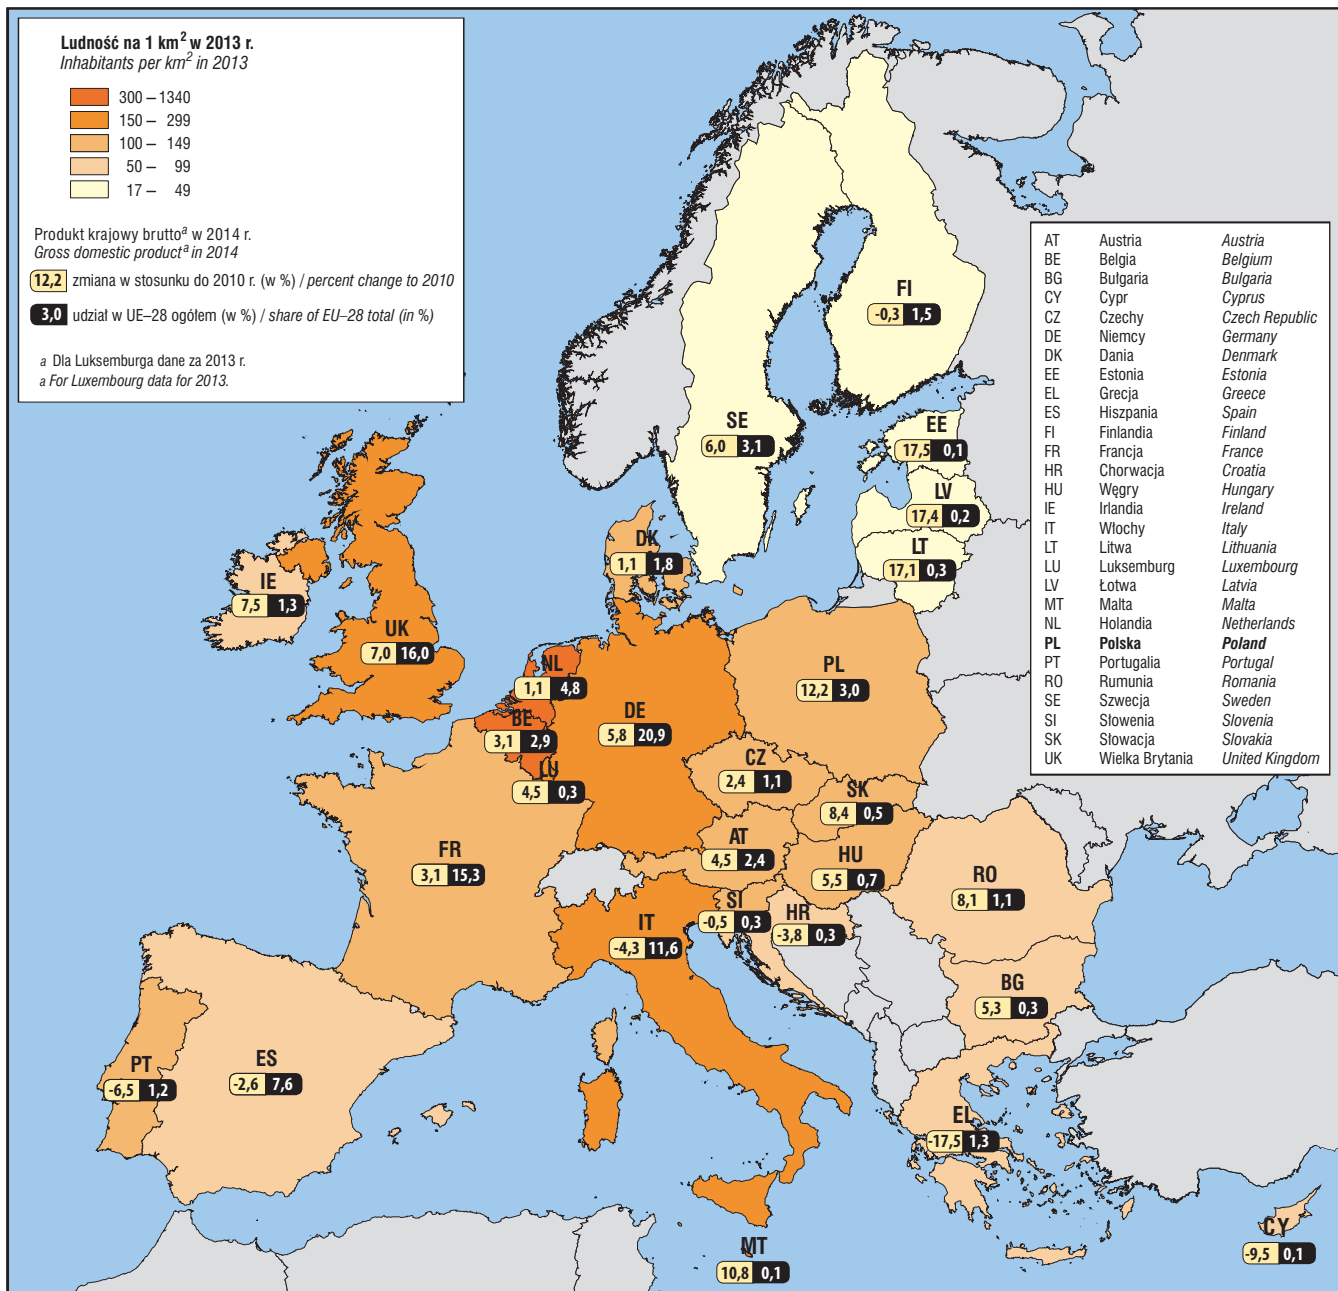 Ludność na 1 km² w 2013 r.
Inhabitants per km² in 2013
300 – 1340
150 – 299
100 – 149
50 – 99
17 – 49
Produkt krajowy bruttoᵃ w 2014 r.
Gross domestic productᵃ in 2014
12,2 zmiana w stosunku do 2010 r. (w %) / percent change to 2010
3,0 udział w UE–28 ogółem (w %) / share of EU–28 total (in %)
a Dla Luksemburga dane za 2013 r.
a For Luxembourg data for 2013.
AT Austria Austria
BE Belgia Belgium
BG Bułgaria Bulgaria
CY Cypr Cyprus
CZ Czechy Czech Republic
DE Niemcy Germany
DK Dania Denmark
EE Estonia Estonia
EL Grecja Greece
ES Hiszpania Spain
FI Finlandia Finland
FR Francja France
HR Chorwacja Croatia
HU Węgry Hungary
IE Irlandia Ireland
IT Włochy Italy
LT Litwa Lithuania
LU Luksemburg Luxembourg
LV Łotwa Latvia
MT Malta Malta
NL Holandia Netherlands
PL Polska Poland
PT Portugalia Portugal
RO Rumunia Romania
SE Szwecja Sweden
SI Słowenia Slovenia
SK Słowacja Slovakia
UK Wielka Brytania United Kingdom
FI
-0,3 1,5
SE
6,0 3,1
EE
17,5 0,1
LV
17,4 0,2
LT
17,1 0,3
DK
1,1 1,8
IE
7,5 1,3
UK
7,0 16,0
NL
1,1 4,8
PL
12,2 3,0
BE
3,1 2,9
DE
5,8 20,9
LU
4,5 0,3
CZ
2,4 1,1
SK
8,4 0,5
AT
4,5 2,4
HU
5,5 0,7
FR
3,1 15,3
RO
8,1 1,1
SI
-0,5 0,3
HR
-3,8 0,3
IT
-4,3 11,6
BG
5,3 0,3
PT
-6,5 1,2
ES
-2,6 7,6
EL
-17,5 1,3
MT
10,8 0,1
CY
-9,5 0,1